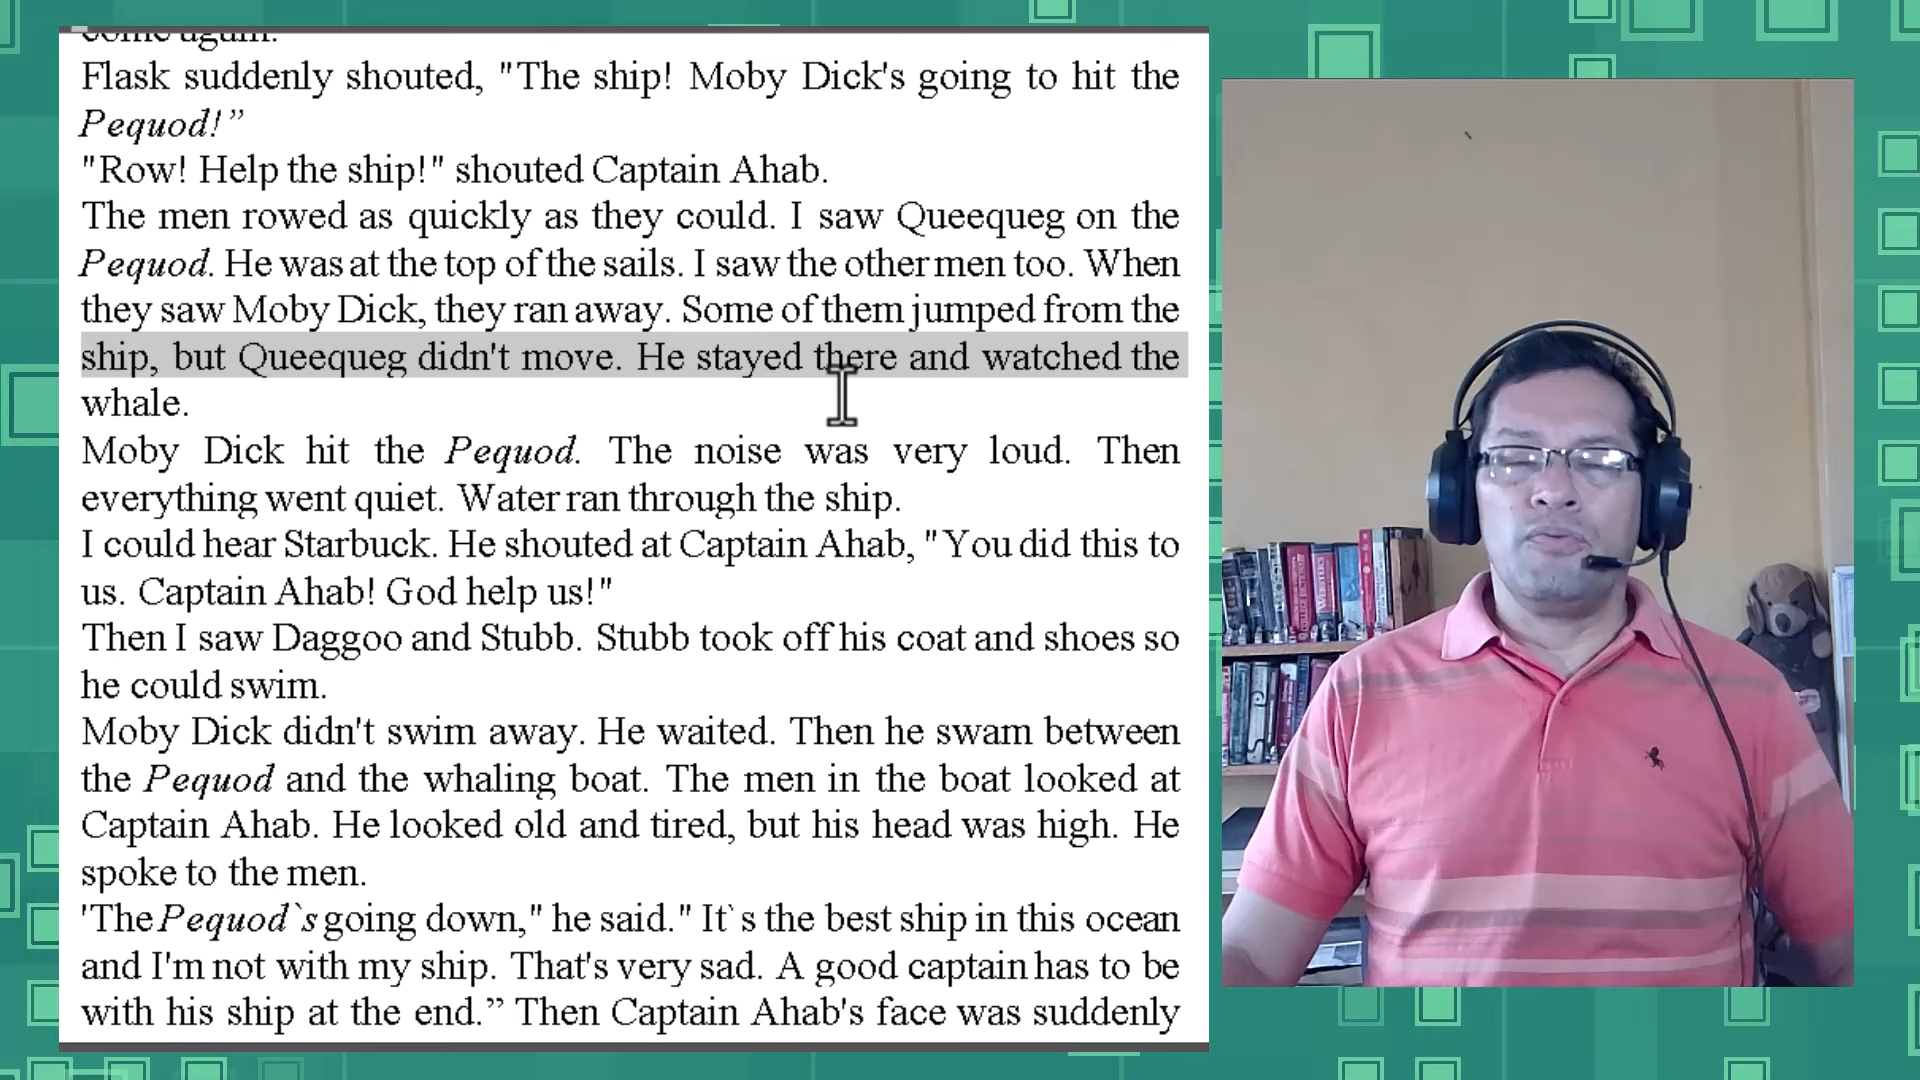 come again.
Flask suddenly shouted, "The ship! Moby Dick's going to hit the
Pequod!”
"Row! Help the ship!" shouted Captain Ahab.
The men rowed as quickly as they could. I saw Queequeg on the
Pequod. He was at the top of the sails. I saw the other men too. When
they saw Moby Dick, they ran away. Some of them jumped from the
ship, but Queequeg didn't move. He stayed there and watched the
whale.
Moby Dick hit the Pequod. The noise was very loud. Then
everything went quiet. Water ran through the ship.
I could hear Starbuck. He shouted at Captain Ahab, "You did this to
us. Captain Ahab! God help us!"
Then I saw Daggoo and Stubb. Stubb took off his coat and shoes so
he could swim.
Moby Dick didn't swim away. He waited. Then he swam between
the Pequod and the whaling boat. The men in the boat looked at
Captain Ahab. He looked old and tired, but his head was high. He
spoke to the men.
'The Pequod`s going down," he said." It`s the best ship in this ocean
and I'm not with my ship. That's very sad. A good captain has to be
with his ship at the end.” Then Captain Ahab's face was suddenly